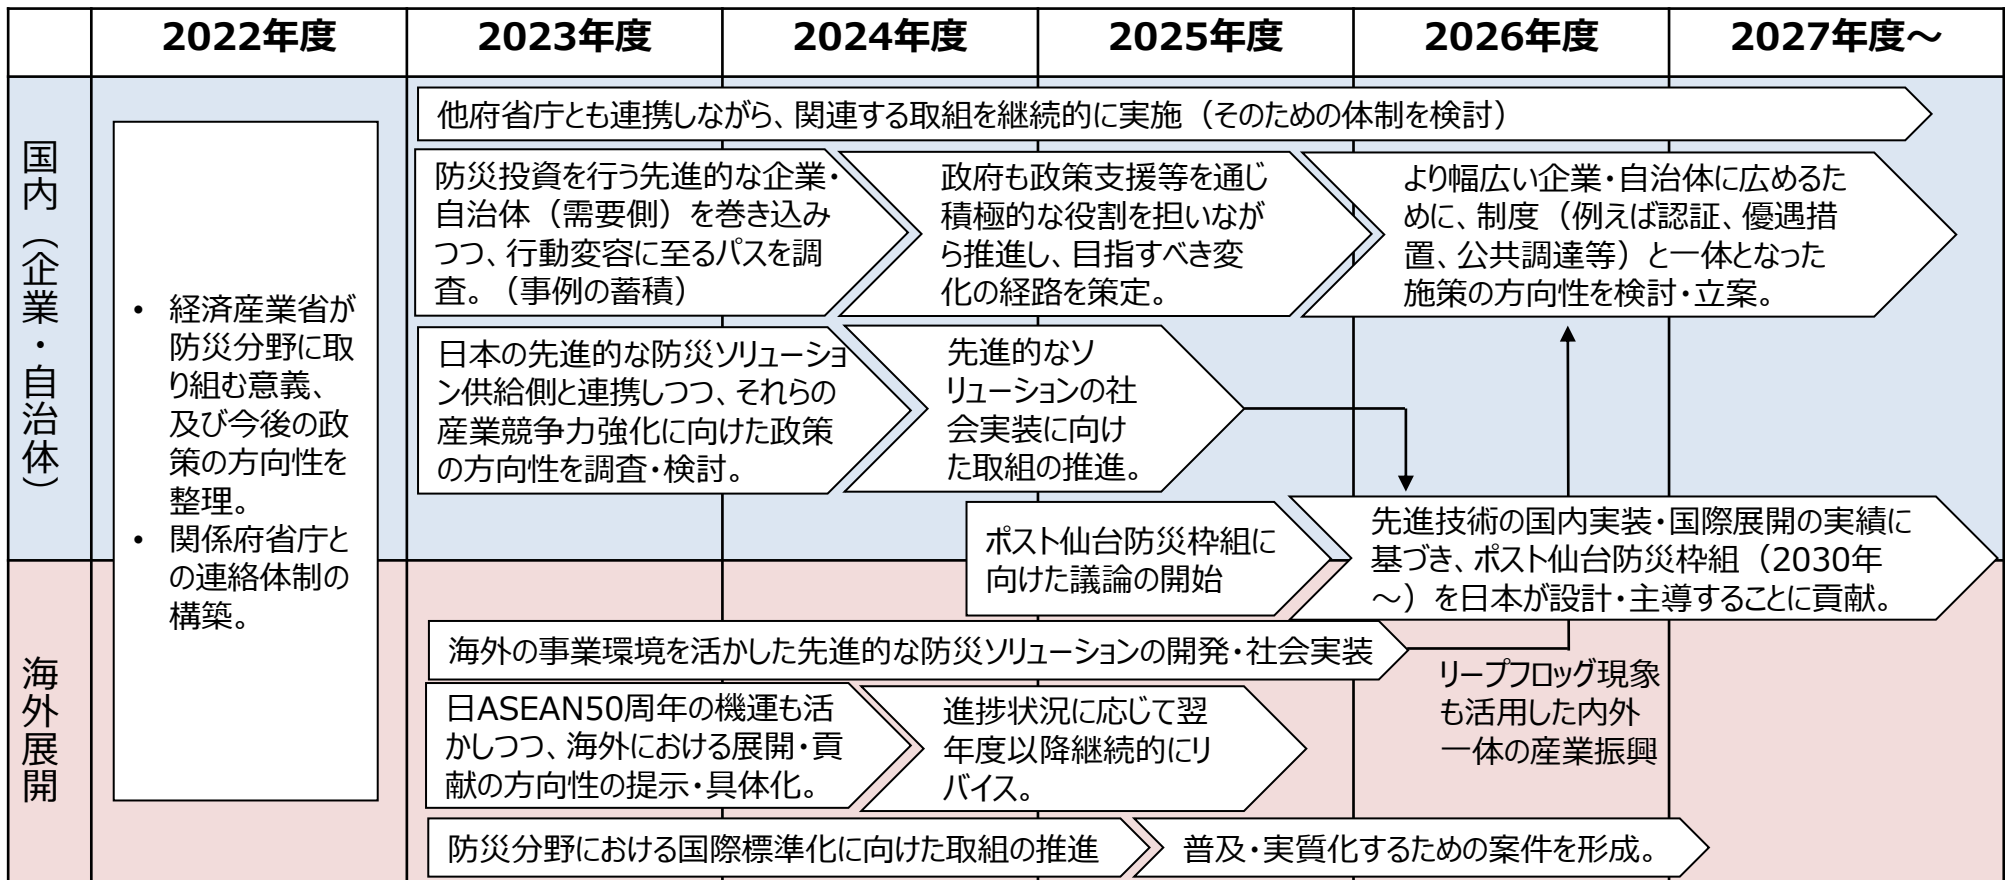 2022年度
2023年度
2024年度
2025年度
2026年度
2027年度～
国内（企業・自治体）
• 経済産業省が
防災分野に取
り組む意義、
及び今後の政
策の方向性を
整理。
• 関係府省庁と
の連絡体制の
構築。
他府省庁とも連携しながら、関連する取組を継続的に実施（そのための体制を検討）
防災投資を行う先進的な企業・
自治体（需要側）を巻き込み
つつ、行動変容に至るパスを調
査。（事例の蓄積）
政府も政策支援等を通じ
積極的な役割を担いなが
ら推進し、目指すべき変
化の経路を策定。
より幅広い企業・自治体に広めるた
めに、制度（例えば認証、優遇措
置、公共調達等）と一体となった
施策の方向性を検討・立案。
日本の先進的な防災ソリューショ
ン供給側と連携しつつ、それらの
産業競争力強化に向けた政策
の方向性を調査・検討。
先進的なソ
リューションの社
会実装に向け
た取組の推進。
ポスト仙台防災枠組に
向けた議論の開始
先進技術の国内実装・国際展開の実績に
基づき、ポスト仙台防災枠組（2030年
～）を日本が設計・主導することに貢献。
海外展開
海外の事業環境を活かした先進的な防災ソリューションの開発・社会実装
リープフロッグ現象
も活用した内外
一体の産業振興
日ASEAN50周年の機運も活
かしつつ、海外における展開・貢
献の方向性の提示・具体化。
進捗状況に応じて翌
年度以降継続的にリ
バイス。
防災分野における国際標準化に向けた取組の推進
普及・実質化するための案件を形成。